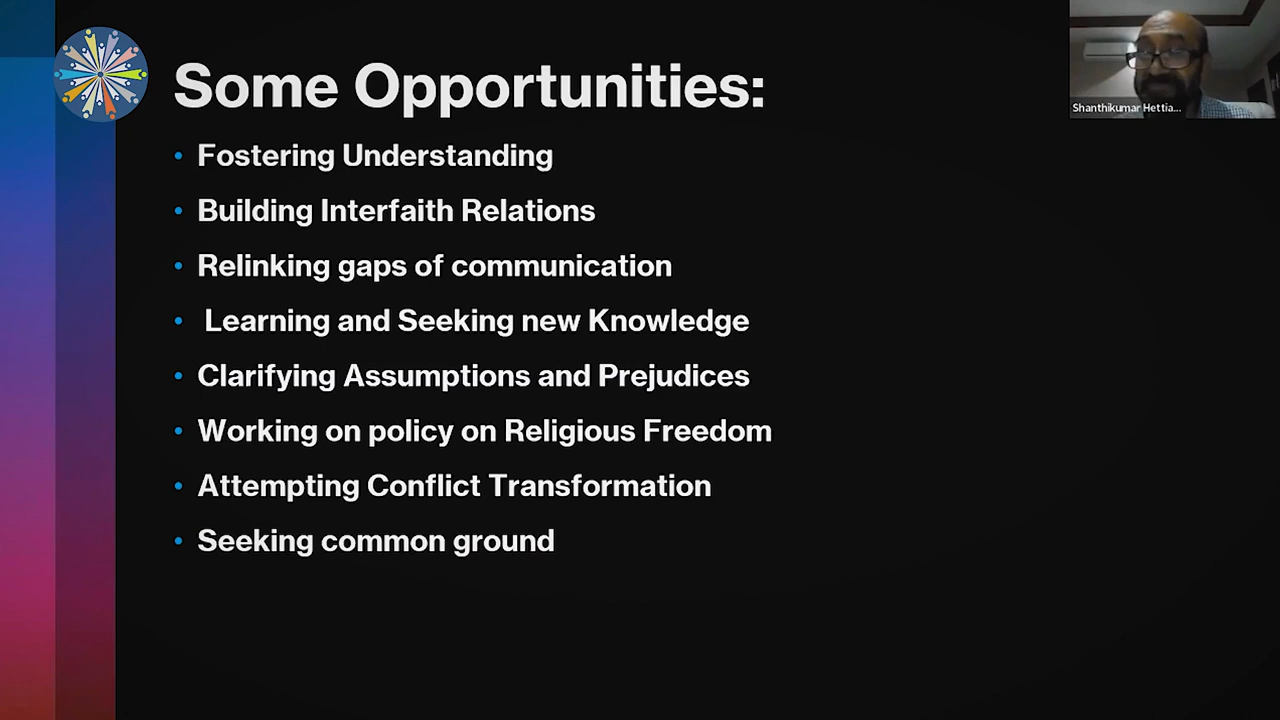 Some Opportunities:
• Fostering Understanding
• Building Interfaith Relations
• Relinking gaps of communication
• Learning and Seeking new Knowledge
• Clarifying Assumptions and Prejudices
• Working on policy on Religious Freedom
• Attempting Conflict Transformation
• Seeking common ground
Shanthikumar Hettia...